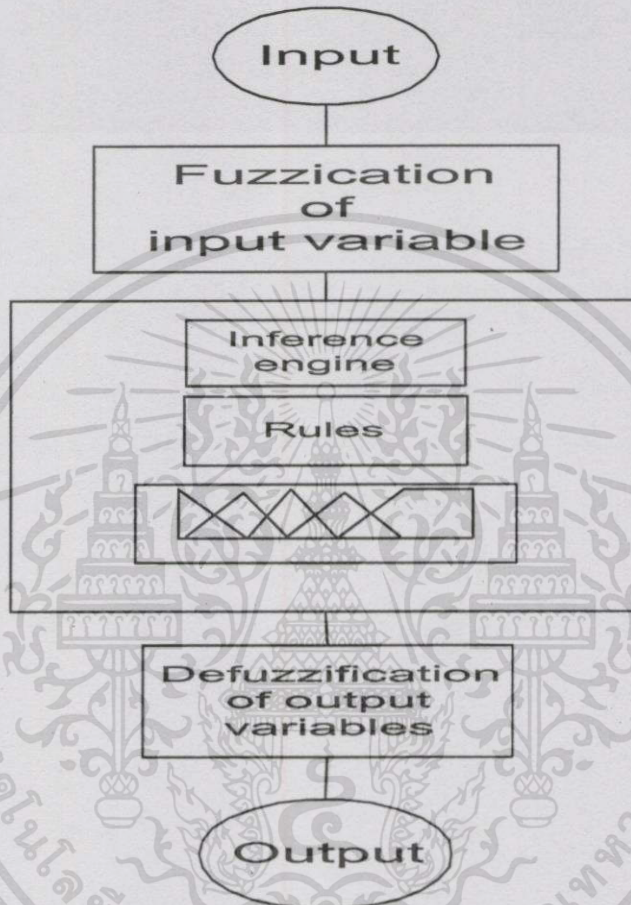 Input
Fuzzication
of
input variable
Inference
engine
Rules
Defuzzification
of output
variables
Output